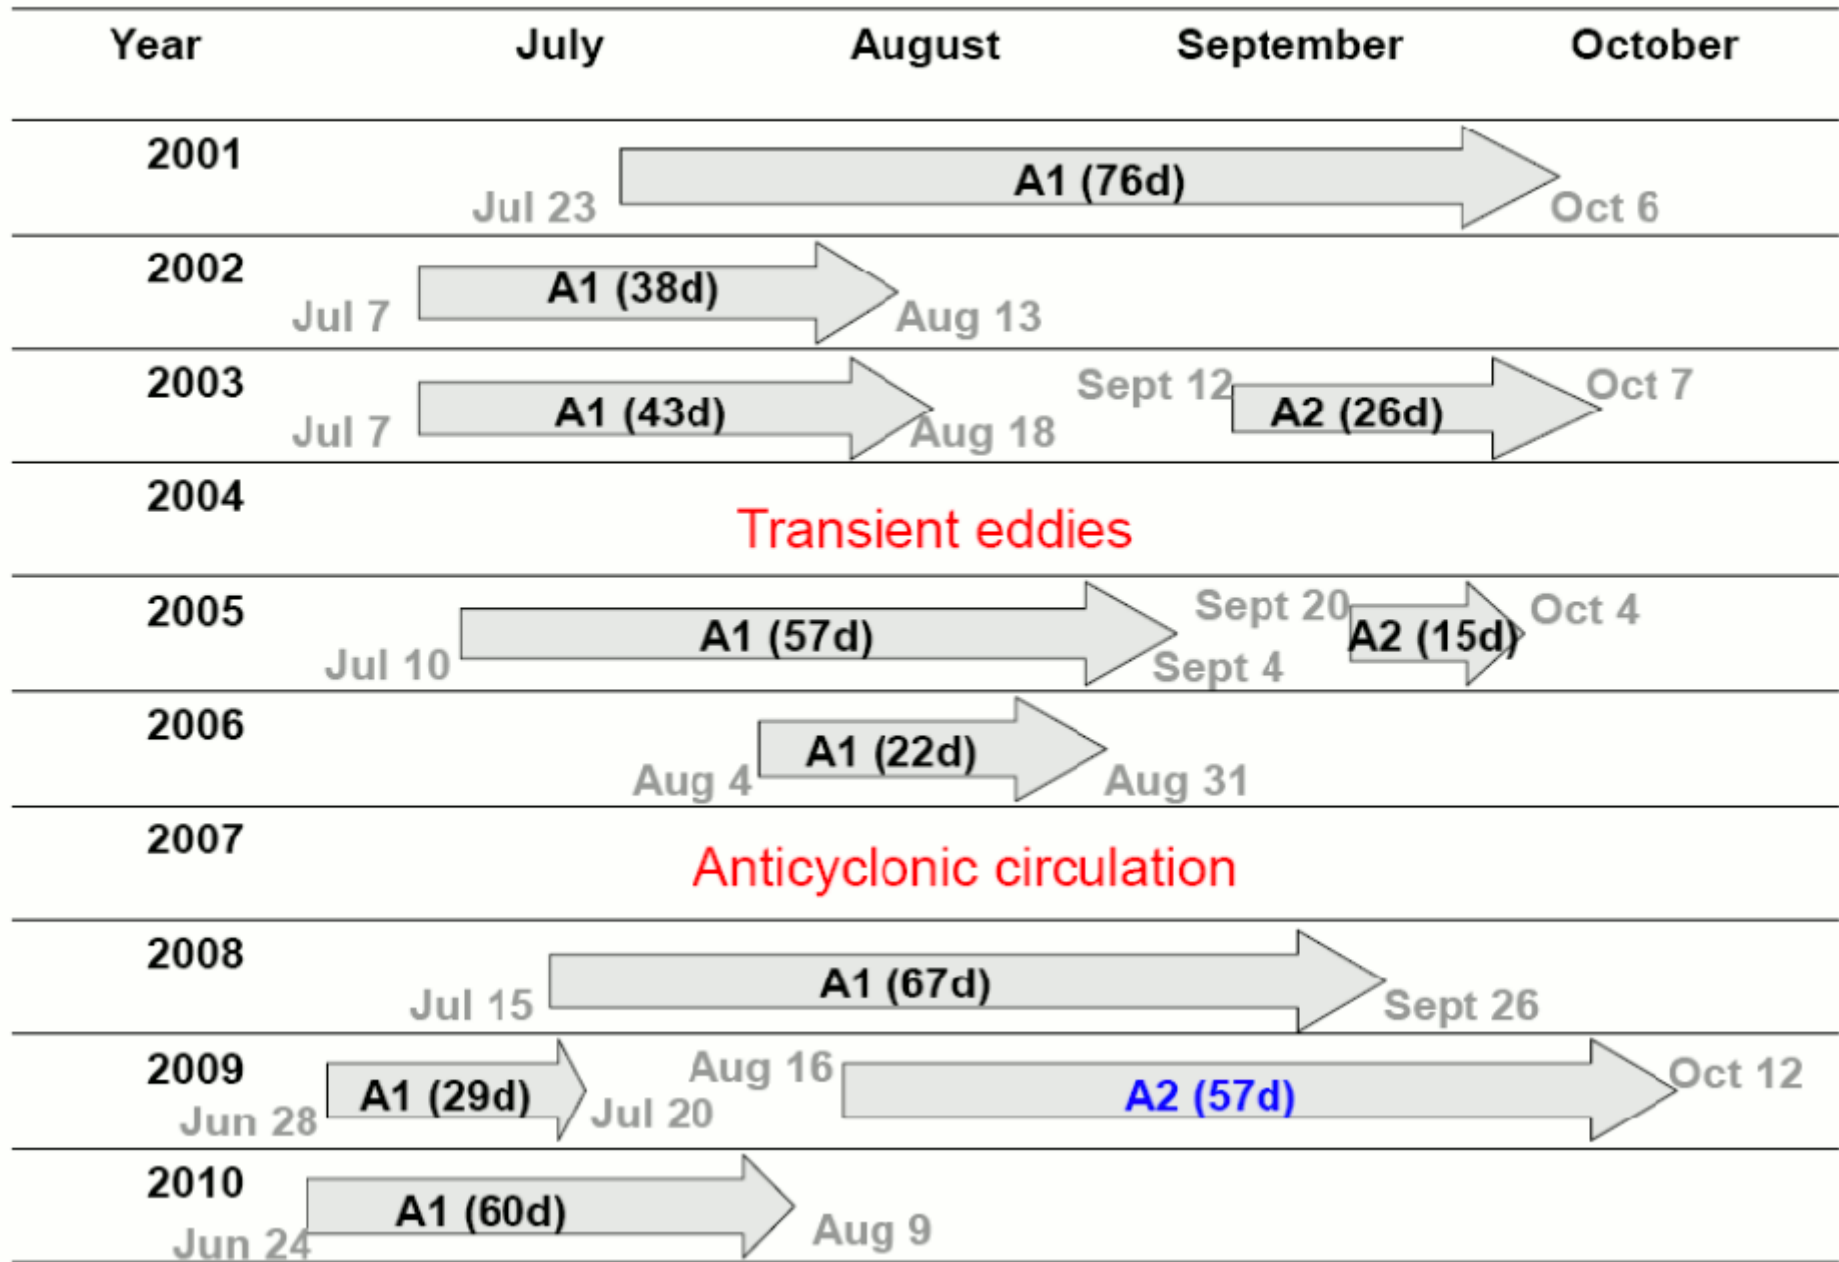 Year July August September October
2001
A1 (76d)
Jul 23 Oct 6
2002
A1 (38d)
Jul 7 Aug 13
2003
Sept 12 Oct 7
A1 (43d) A2 (26d)
Jul 7 Aug 18
2004
Transient eddies
2005
Sept 20 Oct 4
A1 (57d) A2 (15d)
Jul 10 Sept 4
2006
A1 (22d)
Aug 4 Aug 31
2007
Anticyclonic circulation
2008
A1 (67d)
Jul 15 Sept 26
2009
Aug 16 Oct 12
A1 (29d) A2 (57d)
Jun 28 Jul 20
2010
A1 (60d)
Jun 24 Aug 9